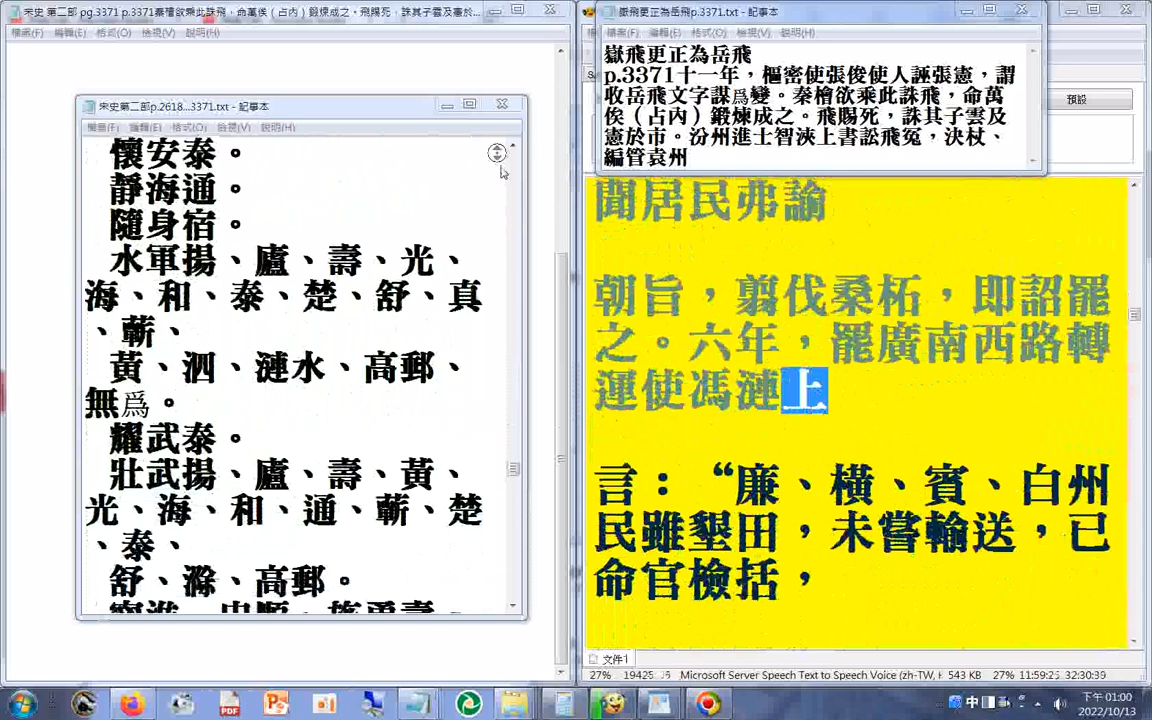 宋史 第二部 pg.3371 p.3371秦檜欲乘此誅飛，命萬俟（占內）鍛煉成之。飛賜死，誅其子雲及憲於...
檔案(F) 編輯(E) 格式(O) 檢視(V) 說明(H)
宋史第二部p.2618...3371.txt - 記事本
檔案(F) 編輯(E) 格式(O) 檢視(V) 說明(H)
懷安泰。
靜海通。
隨身宿。
水軍揚、廬、壽、光、
海、和、泰、楚、舒、真
、蘄、
黃、泗、漣水、高郵、
無爲。
耀武泰。
壯武揚、廬、壽、黃、
光、海、和、通、蘄、楚
、泰、
舒、滁、高郵。
嶽飛更正為岳飛p.3371.txt - 記事本
檔案(F) 編輯(E) 格式(O) 檢視(V) 說明(H)
嶽飛更正為岳飛
p.3371十一年，樞密使張俊使人誣張憲，謂
收岳飛文字謀爲變。秦檜欲乘此誅飛，命萬
俟（占內）鍛煉成之。飛賜死，誅其子雲及
憲於市。汾州進士智浹上書訟飛冤，決杖、
編管袁州
預設
聞居民弗諭
朝旨，翦伐桑柘，即詔罷
之。六年，罷廣南西路轉
運使馮漣上
言：“廉、橫、賓、白州
民雖墾田，未嘗輸送，已
命官檢括，
文件1
27% Microsoft Server Speech Text to Speech Voice (zh-TW, H 543 KB 27% 11:59:25 32:30:39
下午 01:00
2022/10/13